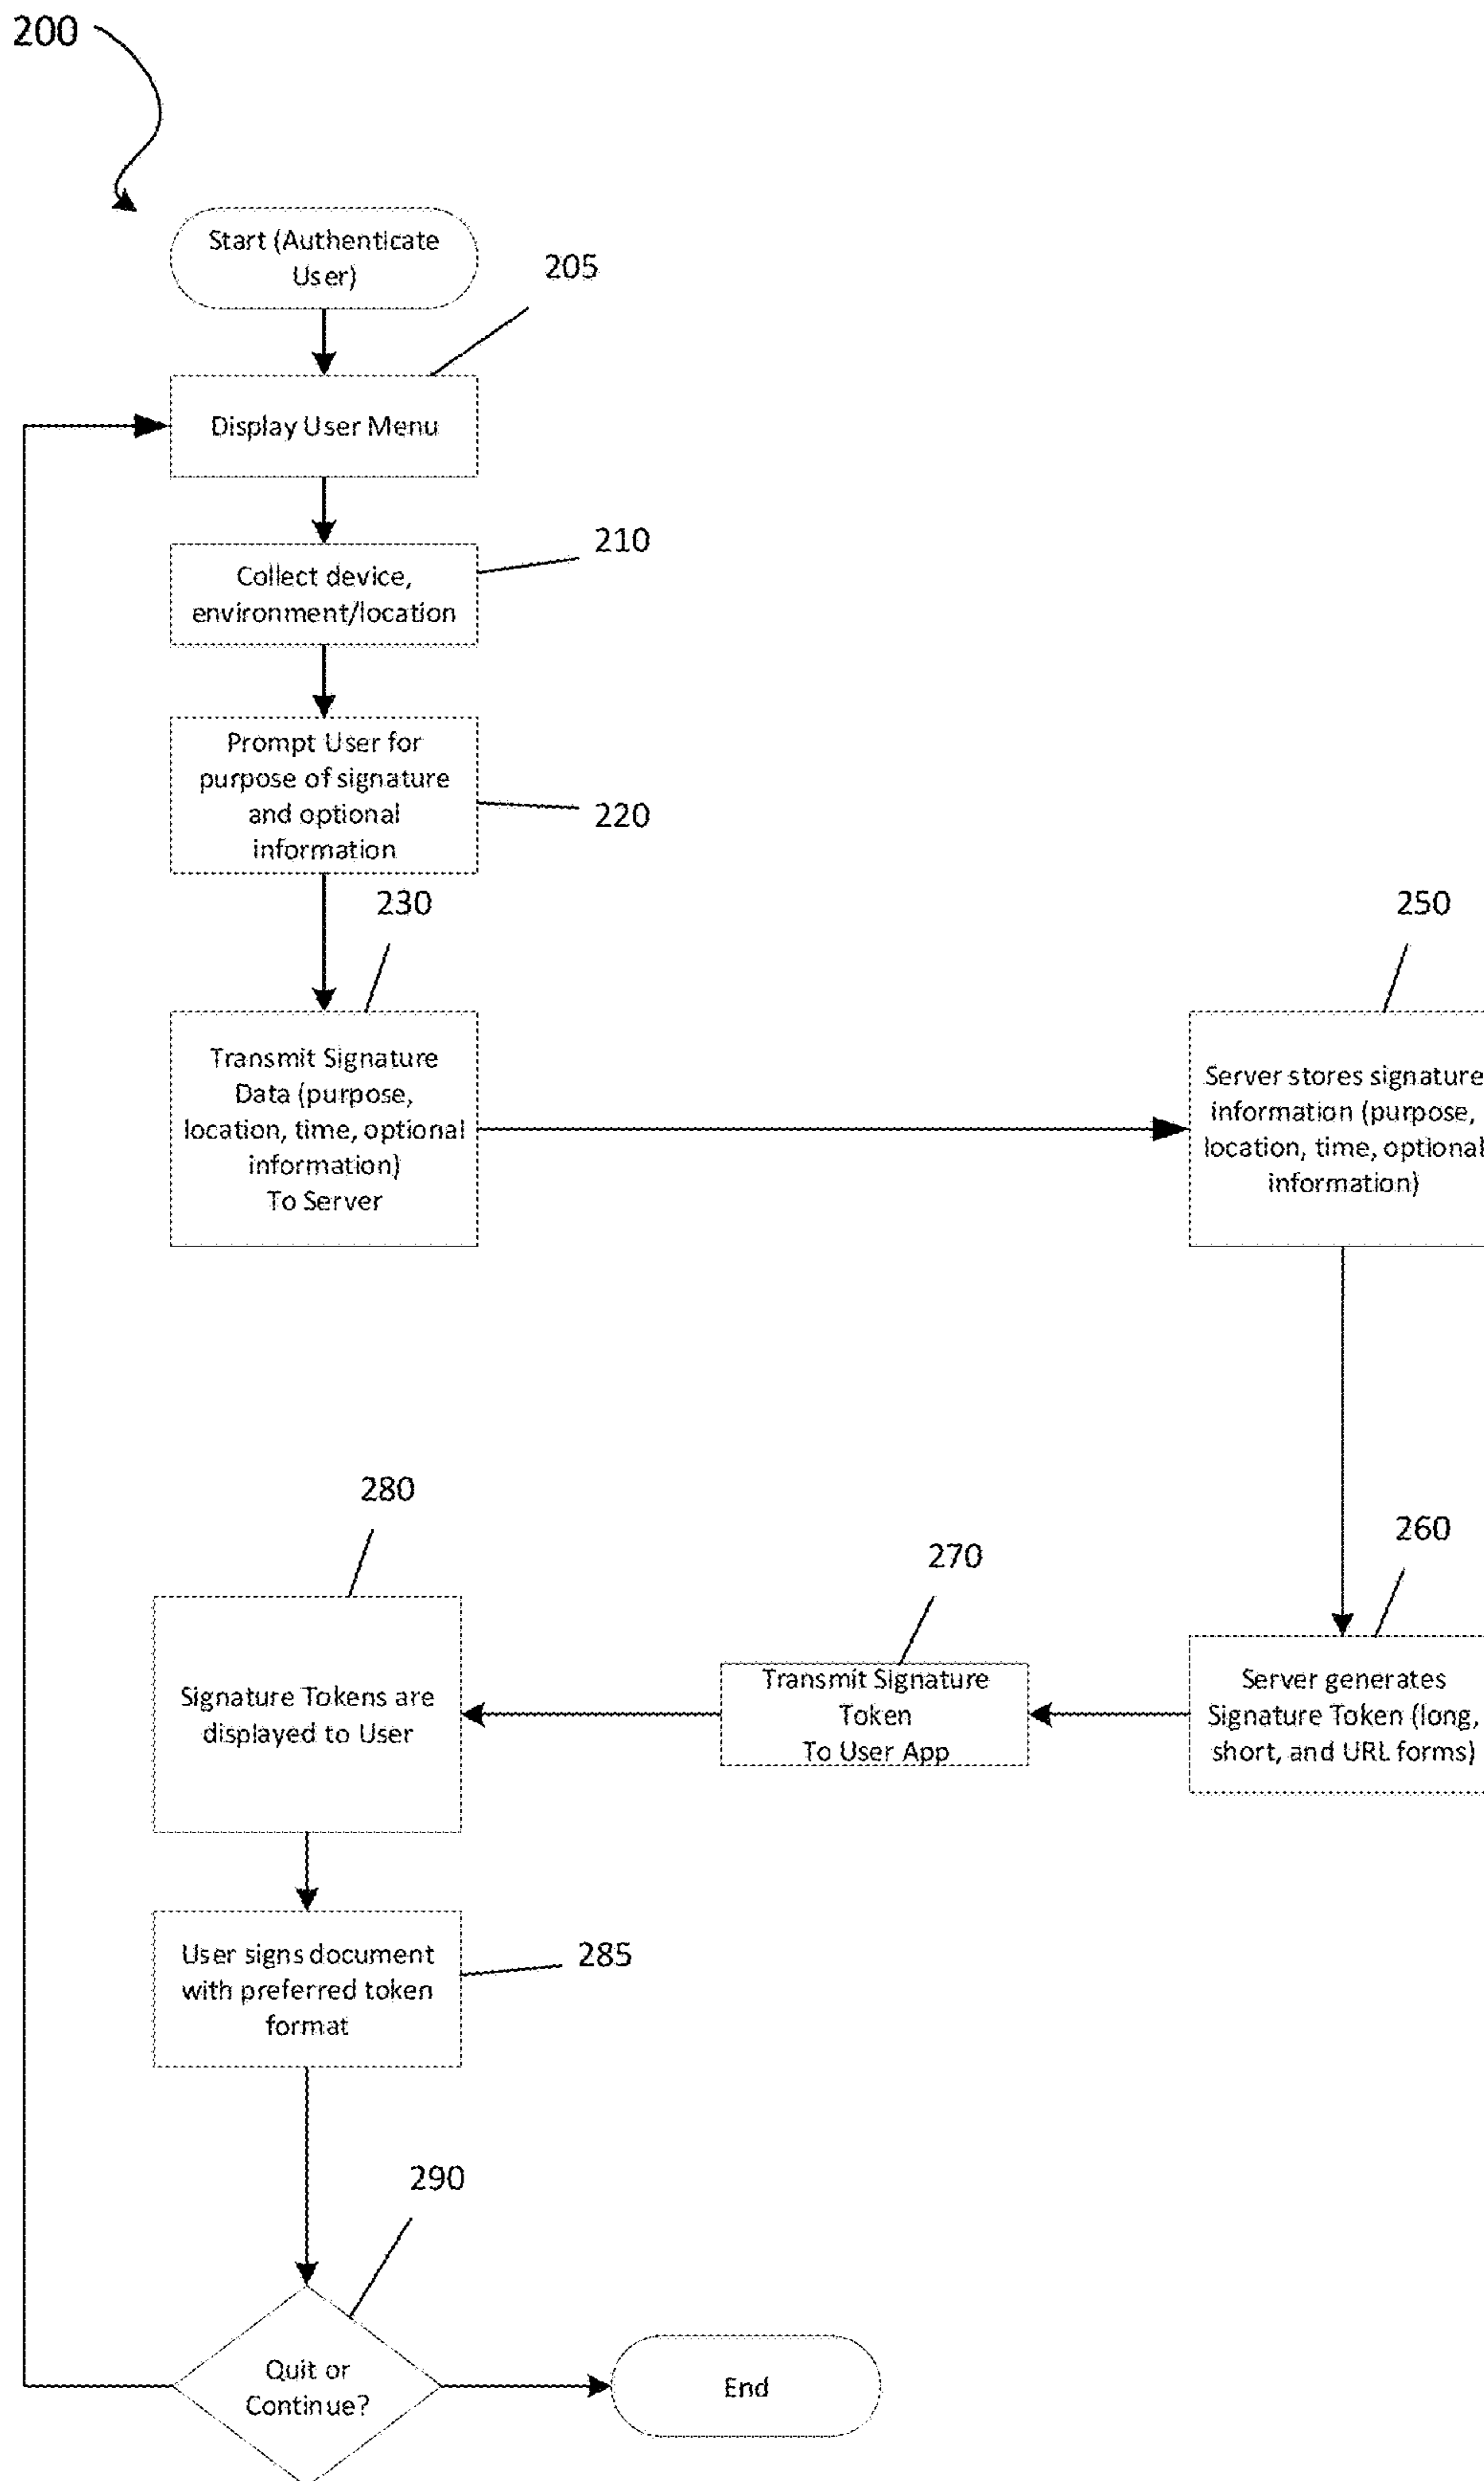 200
Start (Authenticate
User)
205
Display User Menu
210
Collect device,
environment/location
Prompt User for
purpose of signature
and optional
information
220
230
250
Transmit Signature
Data (purpose,
location, time, optional
information)
To Server
Server stores signature
information (purpose,
location, time, optional
information)
280
270
260
Signature Tokens are
displayed to User
Transmit Signature
Token
To User App
Server generates
Signature Token (long,
short, and URL forms)
User signs document
with preferred token
format
285
290
Quit or
Continue?
End